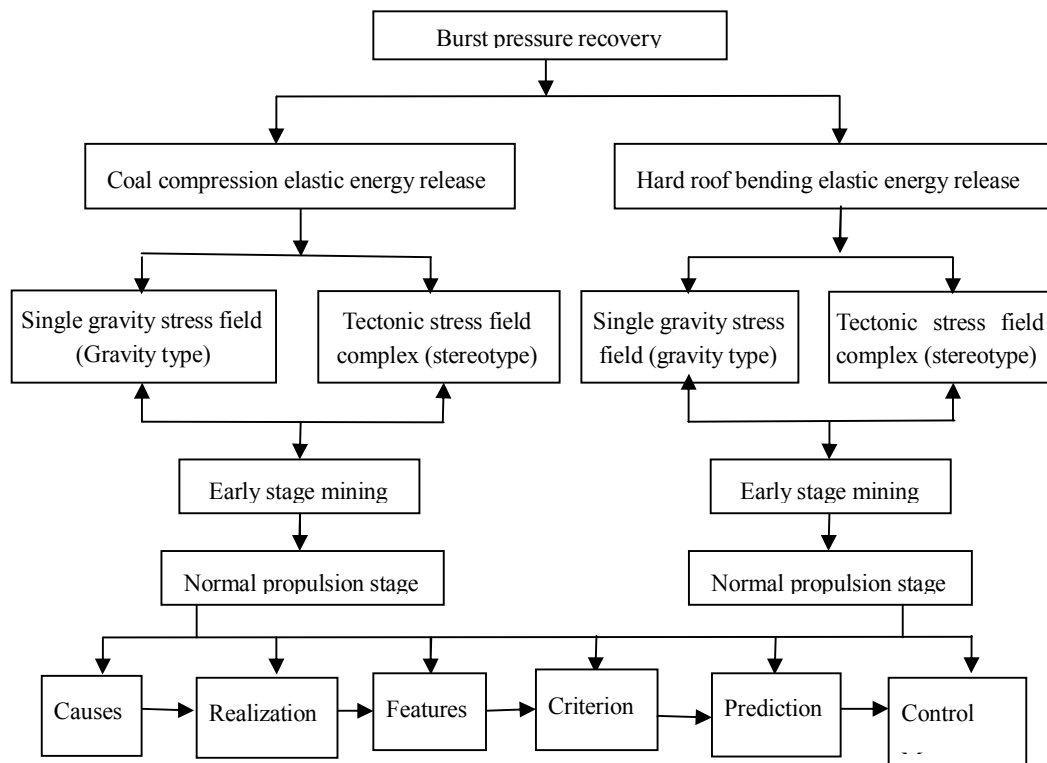 Burst pressure recovery
Coal compression elastic energy release
Hard roof bending elastic energy release
Single gravity stress field
(Gravity type)
Tectonic stress field
complex (stereotype)
Single gravity stress
field (gravity type)
Tectonic stress field
complex (stereotype)
Early stage mining
Early stage mining
Normal propulsion stage
Normal propulsion stage
Causes
Realization
Features
Criterion
Prediction
Control